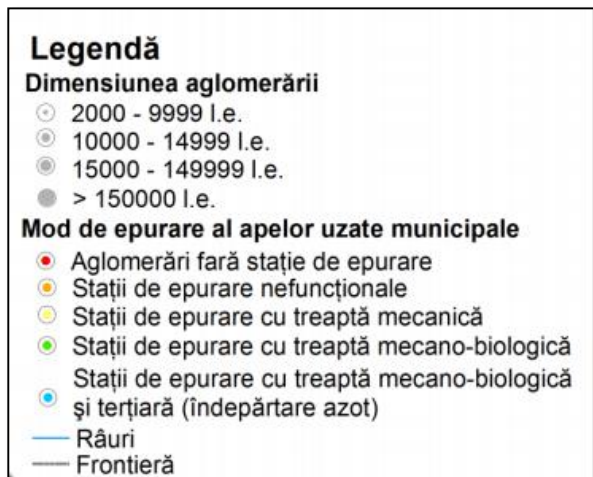 Legendă
Dimensiunea aglomerării
2000 - 9999 l.e.
10000 - 14999 l.e.
15000 - 149999 l.e.
> 150000 l.e.
Mod de epurare al apelor uzate municipale
Aglomerări fară stație de epurare
Stații de epurare nefuncționale
Stații de epurare cu treaptă mecanică
Stații de epurare cu treaptă mecano-biologică
Stații de epurare cu treaptă mecano-biologică
şi terțiară (îndepărtare azot)
Râuri
Frontieră